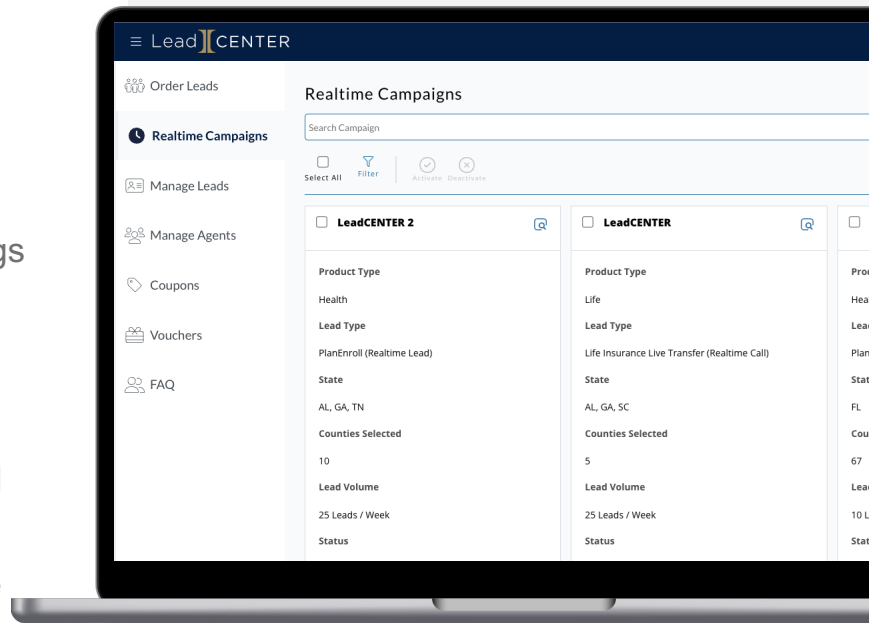 Lead CENTER
Order Leads
Realtime Campaigns
Manage Leads
Manage Agents
Coupons
Vouchers
FAQ
Realtime Campaigns
Search Campaign
Select All
Filter
Activate
Deactivate
LeadCENTER 2
Product Type
Health
Lead Type
PlanEnroll (Realtime Lead)
State
AL, GA, TN
Counties Selected
10
Lead Volume
25 Leads / Week
Status
LeadCENTER
Product Type
Life
Lead Type
Life Insurance Live Transfer (Realtime Call)
State
AL, GA, SC
Counties Selected
5
Lead Volume
25 Leads / Week
Status
FL
67
10 L